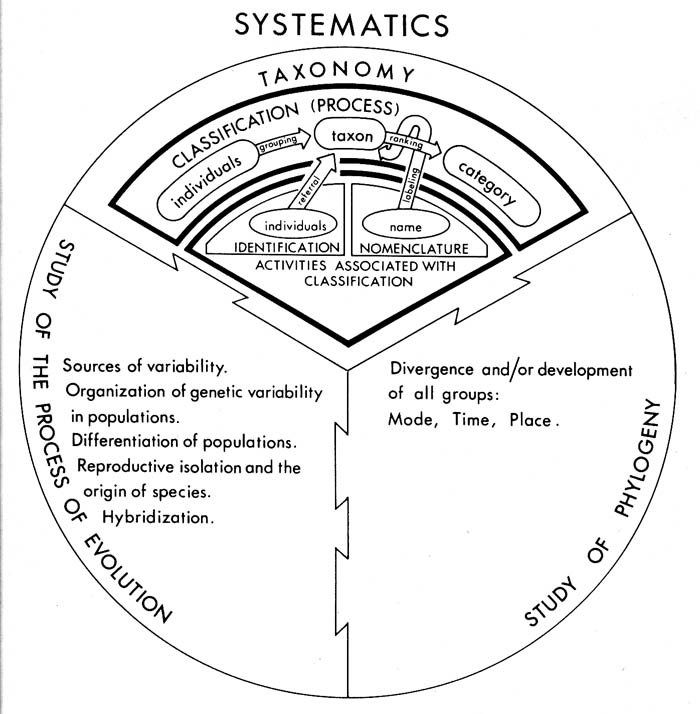 SYSTEMATICS
TAXONOMY
CLASSIFICATION (PROCESS)
individuals
grouping
taxon
ranking
category
referral
labeling
individuals
name
IDENTIFICATION
NOMENCLATURE
ACTIVITIES ASSOCIATED WITH
CLASSIFICATION
STUDY OF THE PROCESS OF EVOLUTION
Sources of variability.
Organization of genetic variability
in populations.
Differentiation of populations.
Reproductive isolation and the
origin of species.
Hybridization.
Divergence and/or development
of all groups:
Mode, Time, Place.
STUDY OF PHYLOGENY